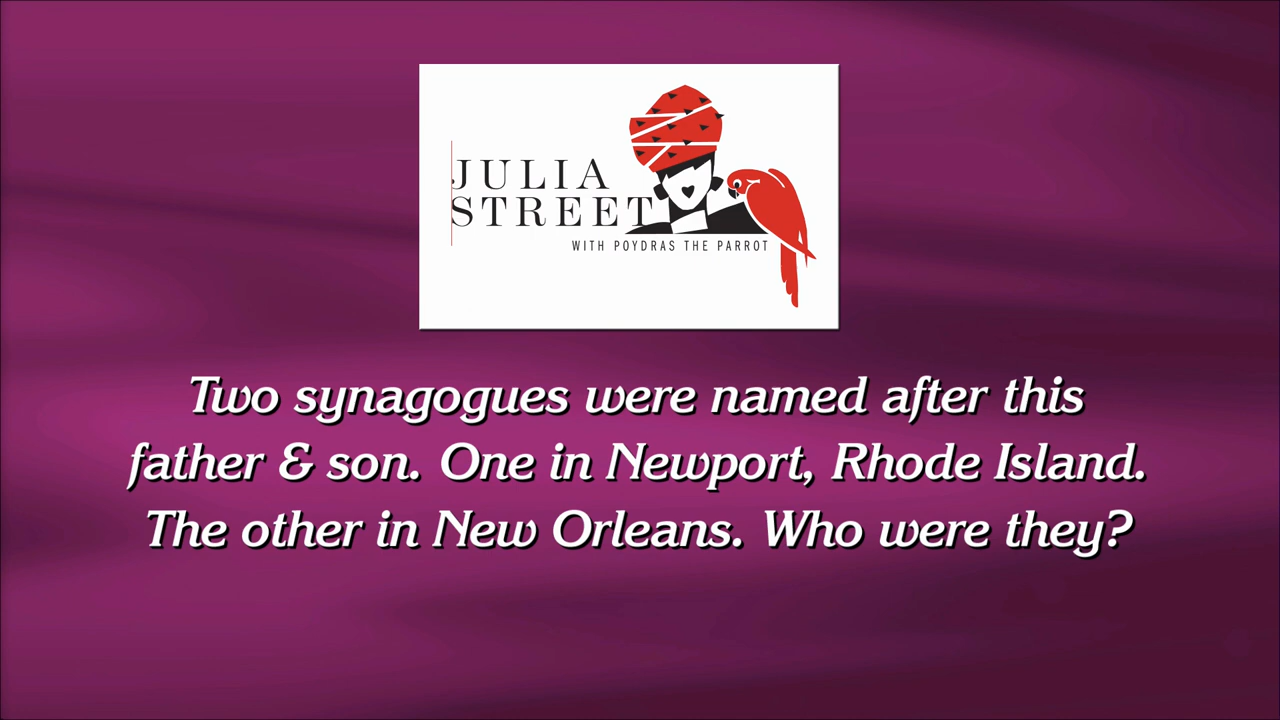 JULIA
STREET
WITH POYDRAS THE PARROT
Two synagogues were named after this
father & son. One in Newport, Rhode Island.
The other in New Orleans. Who were they?